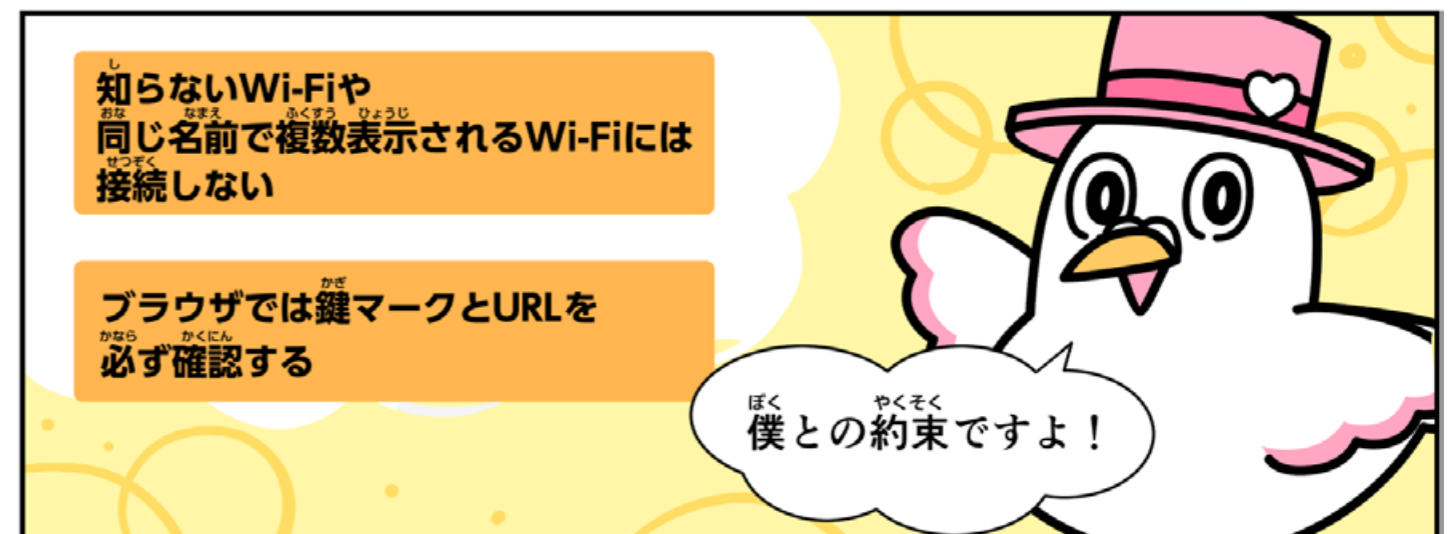 知らないWi-Fiや
同じ名前で複数表示されるWi-Fiには
接続しない
ブラウザでは鍵マークとURLを
必ず確認する
僕との約束ですよ！